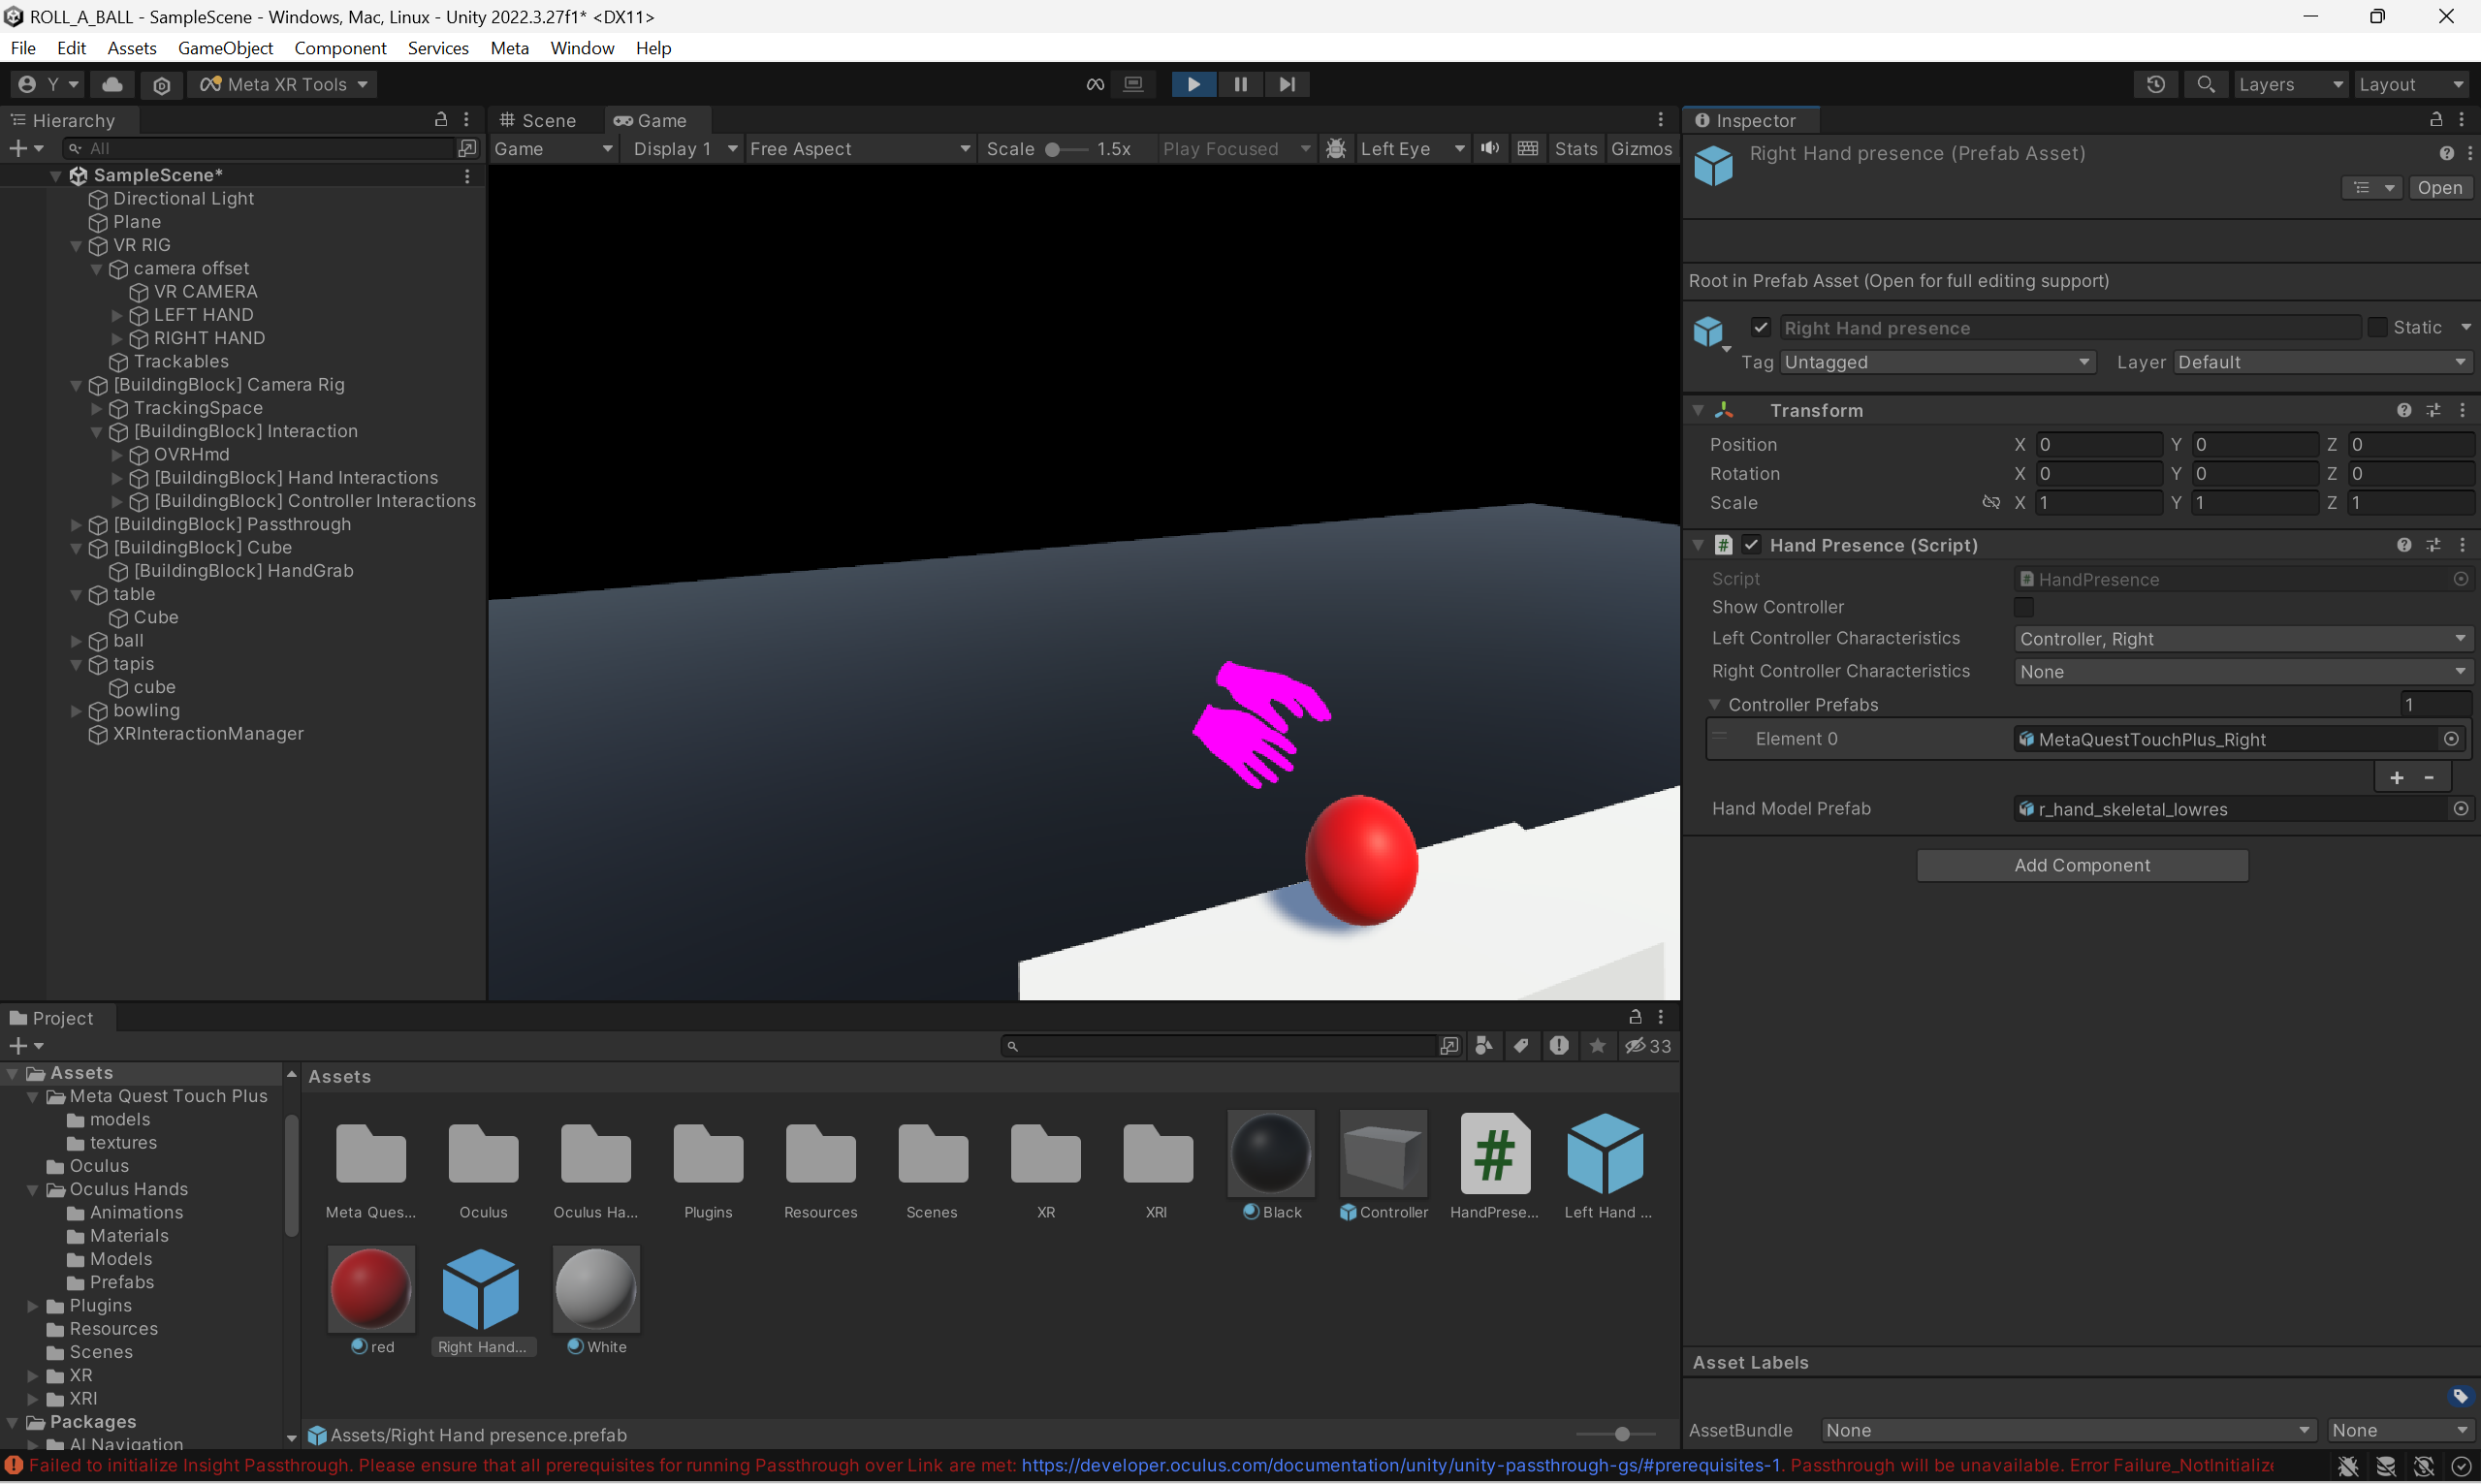 ROLL_A_BALL - SampleScene - Windows, Mac, Linux - Unity 2022.3.27f1* <DX11>
File Edit Assets GameObject Component Services Meta Window Help
Y Meta XR Tools Layers Layout
Hierarchy
Scene Game
Inspector
All
Game Display 1 Free Aspect Scale 1.5x Play Focused Left Eye Stats Gizmos
Right Hand presence (Prefab Asset)
Open
SampleScene*
Directional Light
Plane
VR RIG
camera offset
VR CAMERA
LEFT HAND
RIGHT HAND
Trackables
[BuildingBlock] Camera Rig
TrackingSpace
[BuildingBlock] Interaction
OVRHmd
[BuildingBlock] Hand Interactions
[BuildingBlock] Controller Interactions
[BuildingBlock] Passthrough
[BuildingBlock] Cube
[BuildingBlock] HandGrab
table
Cube
ball
tapis
cube
bowling
XRInteractionManager
Root in Prefab Asset (Open for full editing support)
Right Hand presence Static
Tag Untagged Layer Default
Transform
Position X 0 Y 0 Z 0
Rotation X 0 Y 0 Z 0
Scale X 1 Y 1 Z 1
# Hand Presence (Script)
Script # HandPresence
Show Controller
Left Controller Characteristics Controller, Right
Right Controller Characteristics None
Controller Prefabs 1
Element 0 MetaQuestTouchPlus_Right
+ -
Hand Model Prefab r_hand_skeletal_lowres
Add Component
Project
33
Assets
Meta Quest Touch Plus
models
textures
Oculus
Oculus Hands
Animations
Materials
Models
Prefabs
Plugins
Resources
Scenes
XR
XRI
Packages
AI Navigation
Assets
#
Meta Ques... Oculus Oculus Ha... Plugins Resources Scenes XR XRI Black Controller HandPrese... Left Hand ...
red Right Hand... White
Assets/Right Hand presence.prefab
Asset Labels
AssetBundle None None
Failed to initialize Insight Passthrough. Please ensure that all prerequisites for running Passthrough over Link are met: https://developer.oculus.com/documentation/unity/unity-passthrough-gs/#prerequisites-1. Passthrough will be unavailable. Error Failure_NotInitialize